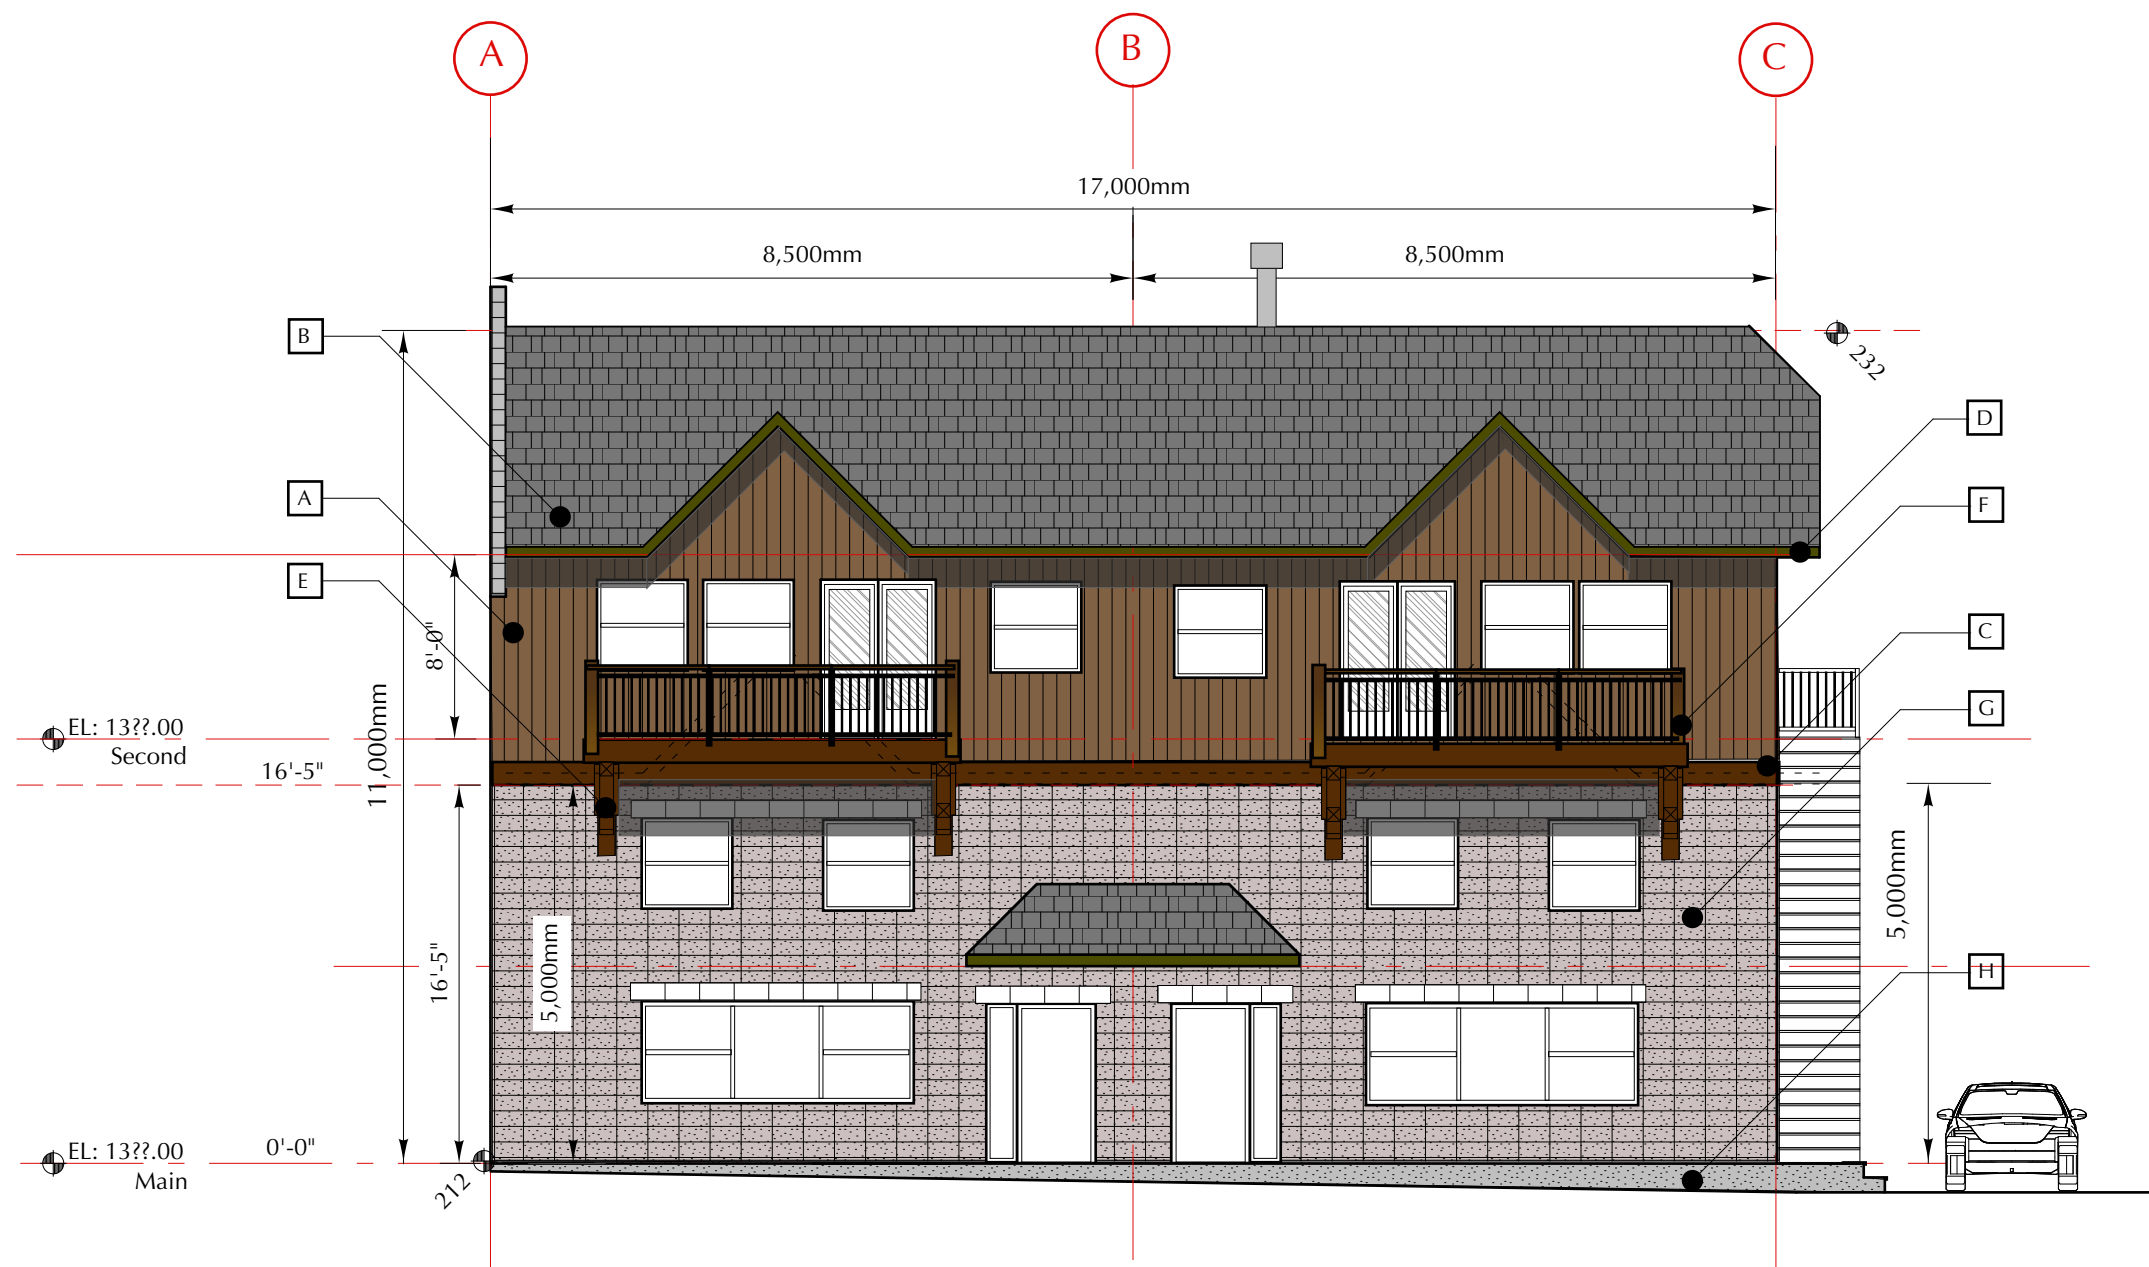 A
B
C
17,000mm
8,500mm
8,500mm
B
232
D
A
F
E
8'-0"
C
11,000mm
G
EL: 13??.00
Second
16'-5"
5,000mm
16'-5"
5,000mm
H
EL: 13??.00
0'-0"
Main
212